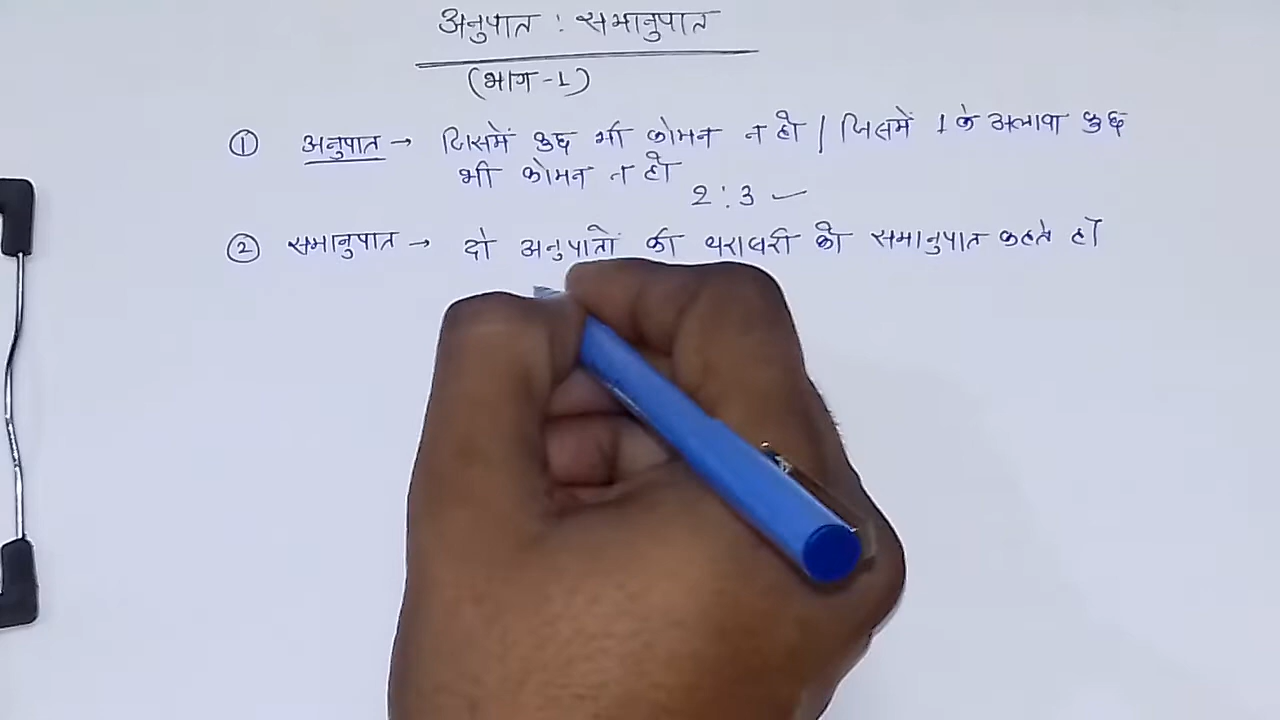 अनुपात : समानुपात
(भाग - 1)
① अनुपात → जिसमें कुछ भी कोमन न हो / जिसमें 1 के अलावा कुछ
भी कोमन न हो
2 : 3
② समानुपात → दो अनुपातों की बराबरी को समानुपात कहते हैं